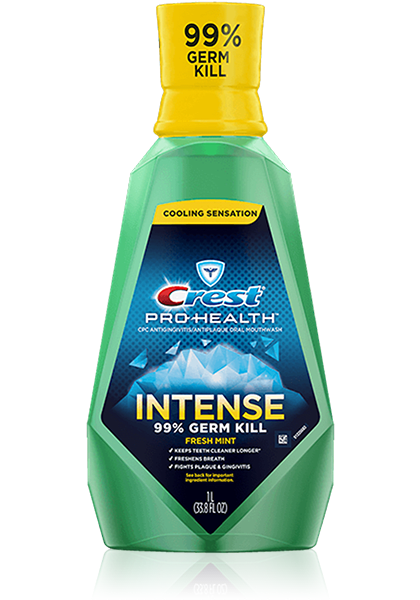 99%
GERM
KILL
COOLING SENSATION
Crest
PRO-HEALTH
CPC ANTIGINGIVITIS/ANTIPLAQUE ORAL MOUTHWASH
INTENSE
99% GERM KILL
FRESH MINT
✓ KEEPS TEETH CLEANER LONGER*
✓ FRESHENS BREATH
✓ FIGHTS PLAQUE & GINGIVITIS
See back for important
ingredient information.
1 L
(33.8 FL OZ)